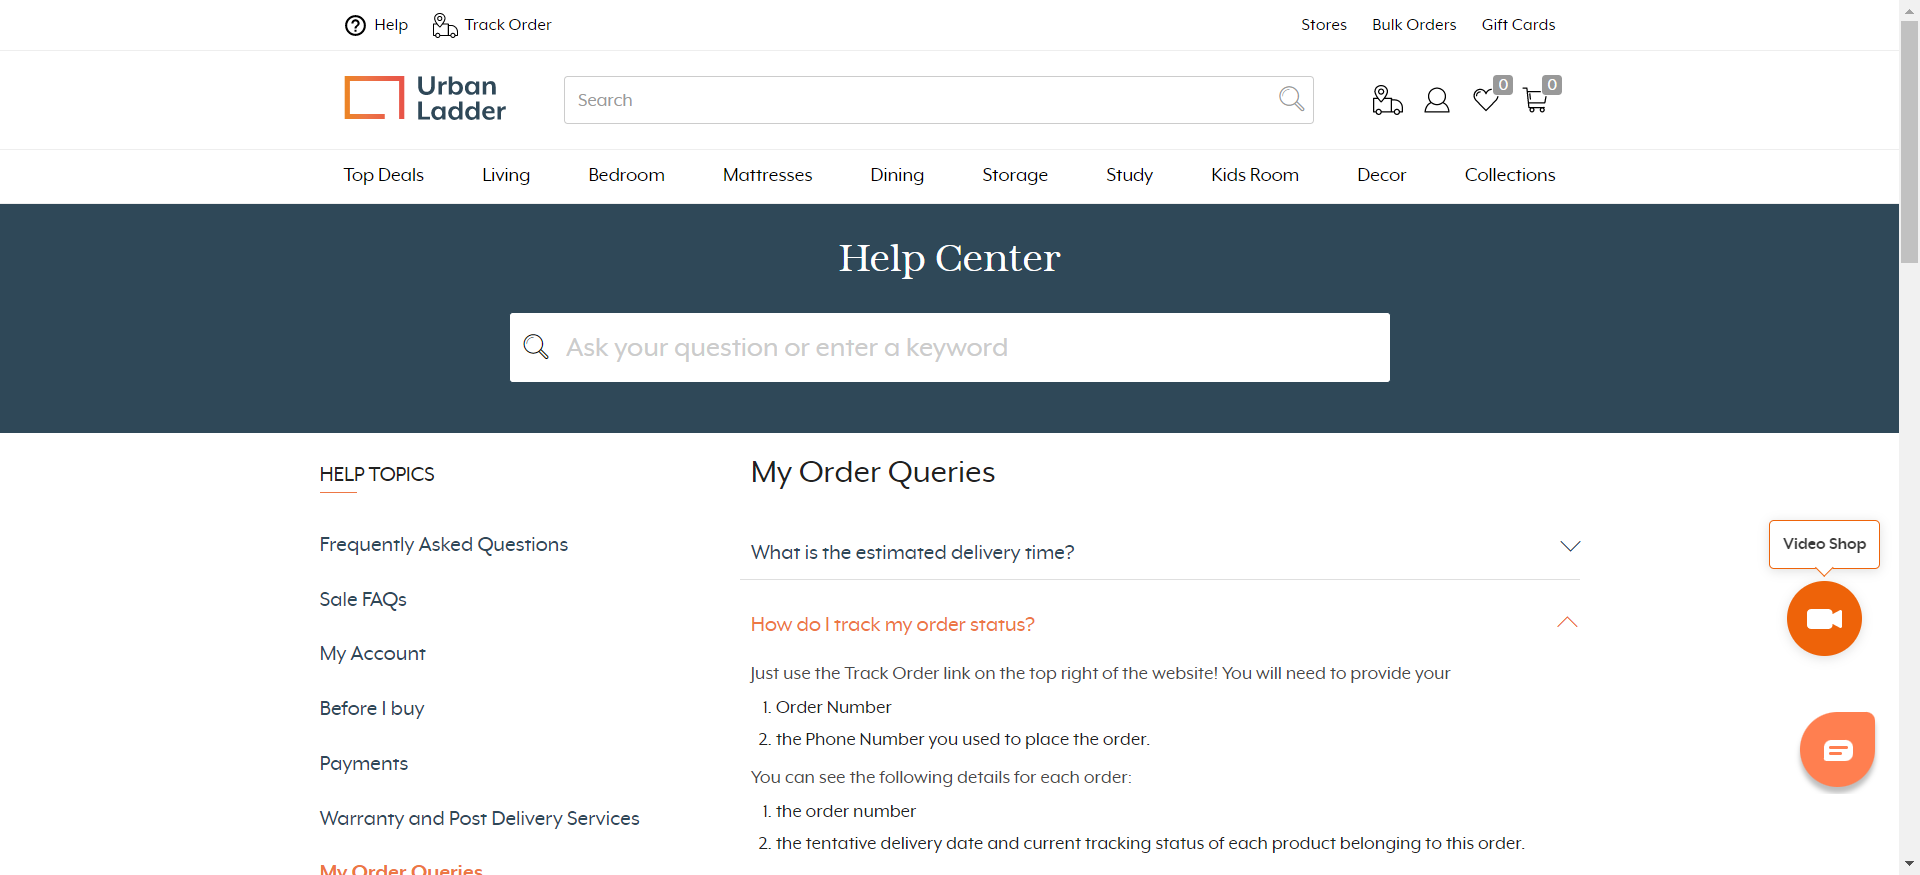 Help
Track Order
Stores
Bulk Orders
Gift Cards
Urban
Ladder
Search
0
0
Top Deals
Living
Bedroom
Mattresses
Dining
Storage
Study
Kids Room
Decor
Collections
Help Center
Ask your question or enter a keyword
HELP TOPICS
Frequently Asked Questions
Sale FAQs
My Account
Before I buy
Payments
Warranty and Post Delivery Services
My Order Queries
My Order Queries
What is the estimated delivery time?
How do I track my order status?
Just use the Track Order link on the top right of the website! You will need to provide your
1. Order Number
2. the Phone Number you used to place the order.
You can see the following details for each order:
1. the order number
2. the tentative delivery date and current tracking status of each product belonging to this order.
Video Shop